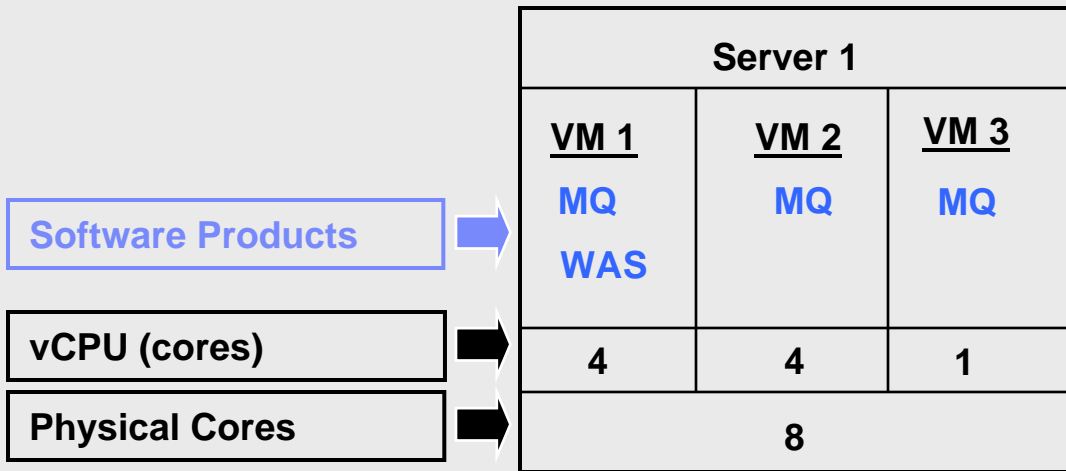 Server 1
VM 1 VM 2 VM 3
MQ MQ MQ
Software Products
WAS
vCPU (cores) 4 4 1
Physical Cores 8